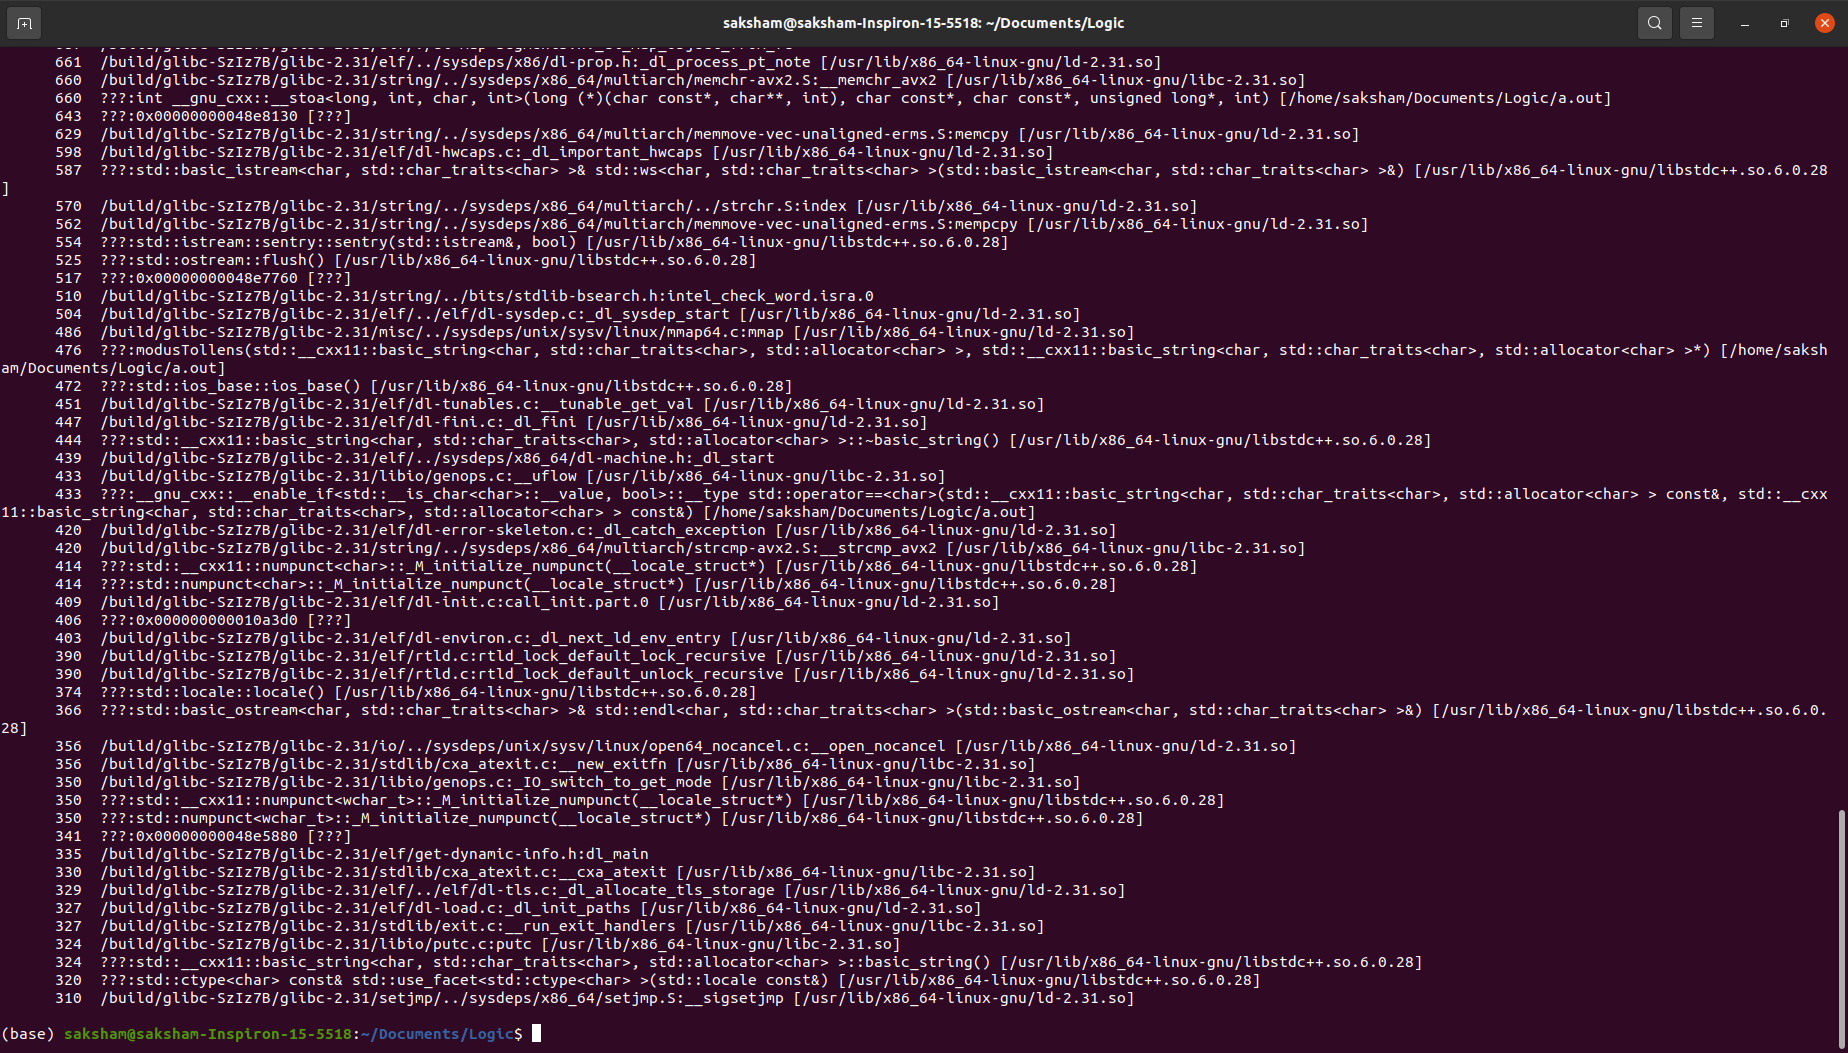 saksham@saksham-Inspiron-15-5518: ~/Documents/Logic
661 /build/glibc-SzIz7B/glibc-2.31/elf/../sysdeps/x86/dl-prop.h:_dl_process_pt_note [/usr/lib/x86_64-linux-gnu/ld-2.31.so]
660 /build/glibc-SzIz7B/glibc-2.31/string/../sysdeps/x86_64/multiarch/memchr-avx2.S:__memchr_avx2 [/usr/lib/x86_64-linux-gnu/libc-2.31.so]
660 ???:int __gnu_cxx::__stoa<long, int, char, int>(long (*)(char const*, char**, int), char const*, char const*, unsigned long*, int) [/home/saksham/Documents/Logic/a.out]
643 ???:0x00000000048e8130 [???]
629 /build/glibc-SzIz7B/glibc-2.31/string/../sysdeps/x86_64/multiarch/memmove-vec-unaligned-erms.S:memcpy [/usr/lib/x86_64-linux-gnu/ld-2.31.so]
598 /build/glibc-SzIz7B/glibc-2.31/elf/dl-hwcaps.c:_dl_important_hwcaps [/usr/lib/x86_64-linux-gnu/ld-2.31.so]
587 ???:std::basic_istream<char, std::char_traits<char> >& std::ws<char, std::char_traits<char> >(std::basic_istream<char, std::char_traits<char> >&) [/usr/lib/x86_64-linux-gnu/libstdc++.so.6.0.28
]
570 /build/glibc-SzIz7B/glibc-2.31/string/../sysdeps/x86_64/multiarch/../strchr.S:index [/usr/lib/x86_64-linux-gnu/ld-2.31.so]
562 /build/glibc-SzIz7B/glibc-2.31/string/../sysdeps/x86_64/multiarch/memmove-vec-unaligned-erms.S:mempcpy [/usr/lib/x86_64-linux-gnu/ld-2.31.so]
554 ???:std::istream::sentry::sentry(std::istream&, bool) [/usr/lib/x86_64-linux-gnu/libstdc++.so.6.0.28]
525 ???:std::ostream::flush() [/usr/lib/x86_64-linux-gnu/libstdc++.so.6.0.28]
517 ???:0x00000000048e7760 [???]
510 /build/glibc-SzIz7B/glibc-2.31/string/../bits/stdlib-bsearch.h:intel_check_word.isra.0
504 /build/glibc-SzIz7B/glibc-2.31/elf/../elf/dl-sysdep.c:_dl_sysdep_start [/usr/lib/x86_64-linux-gnu/ld-2.31.so]
486 /build/glibc-SzIz7B/glibc-2.31/misc/../sysdeps/unix/sysv/linux/mmap64.c:mmap [/usr/lib/x86_64-linux-gnu/ld-2.31.so]
476 ???:modusTollens(std::__cxx11::basic_string<char, std::char_traits<char>, std::allocator<char> >, std::__cxx11::basic_string<char, std::char_traits<char>, std::allocator<char> >*) [/home/saksh
am/Documents/Logic/a.out]
472 ???:std::ios_base::ios_base() [/usr/lib/x86_64-linux-gnu/libstdc++.so.6.0.28]
451 /build/glibc-SzIz7B/glibc-2.31/elf/dl-tunables.c:__tunable_get_val [/usr/lib/x86_64-linux-gnu/ld-2.31.so]
447 /build/glibc-SzIz7B/glibc-2.31/elf/dl-fini.c:_dl_fini [/usr/lib/x86_64-linux-gnu/ld-2.31.so]
444 ???:std::__cxx11::basic_string<char, std::char_traits<char>, std::allocator<char> >::~basic_string() [/usr/lib/x86_64-linux-gnu/libstdc++.so.6.0.28]
439 /build/glibc-SzIz7B/glibc-2.31/elf/../sysdeps/x86_64/dl-machine.h:_dl_start
433 /build/glibc-SzIz7B/glibc-2.31/libio/genops.c:__uflow [/usr/lib/x86_64-linux-gnu/libc-2.31.so]
433 ???:__gnu_cxx::__enable_if<std::__is_char<char>::__value, bool>::__type std::operator==<char>(std::__cxx11::basic_string<char, std::char_traits<char>, std::allocator<char> > const&, std::__cxx
11::basic_string<char, std::char_traits<char>, std::allocator<char> > const&) [/home/saksham/Documents/Logic/a.out]
420 /build/glibc-SzIz7B/glibc-2.31/elf/dl-error-skeleton.c:_dl_catch_exception [/usr/lib/x86_64-linux-gnu/ld-2.31.so]
420 /build/glibc-SzIz7B/glibc-2.31/string/../sysdeps/x86_64/multiarch/strcmp-avx2.S:__strcmp_avx2 [/usr/lib/x86_64-linux-gnu/libc-2.31.so]
414 ???:std::__cxx11::numpunct<char>::_M_initialize_numpunct(__locale_struct*) [/usr/lib/x86_64-linux-gnu/libstdc++.so.6.0.28]
414 ???:std::numpunct<char>::_M_initialize_numpunct(__locale_struct*) [/usr/lib/x86_64-linux-gnu/libstdc++.so.6.0.28]
409 /build/glibc-SzIz7B/glibc-2.31/elf/dl-init.c:call_init.part.0 [/usr/lib/x86_64-linux-gnu/ld-2.31.so]
406 ???:0x000000000010a3d0 [???]
403 /build/glibc-SzIz7B/glibc-2.31/elf/dl-environ.c:_dl_next_ld_env_entry [/usr/lib/x86_64-linux-gnu/ld-2.31.so]
390 /build/glibc-SzIz7B/glibc-2.31/elf/rtld.c:rtld_lock_default_lock_recursive [/usr/lib/x86_64-linux-gnu/ld-2.31.so]
390 /build/glibc-SzIz7B/glibc-2.31/elf/rtld.c:rtld_lock_default_unlock_recursive [/usr/lib/x86_64-linux-gnu/ld-2.31.so]
374 ???:std::locale::locale() [/usr/lib/x86_64-linux-gnu/libstdc++.so.6.0.28]
366 ???:std::basic_ostream<char, std::char_traits<char> >& std::endl<char, std::char_traits<char> >(std::basic_ostream<char, std::char_traits<char> >&) [/usr/lib/x86_64-linux-gnu/libstdc++.so.6.0.
28]
356 /build/glibc-SzIz7B/glibc-2.31/io/../sysdeps/unix/sysv/linux/open64_nocancel.c:__open_nocancel [/usr/lib/x86_64-linux-gnu/ld-2.31.so]
356 /build/glibc-SzIz7B/glibc-2.31/stdlib/cxa_atexit.c:__new_exitfn [/usr/lib/x86_64-linux-gnu/libc-2.31.so]
350 /build/glibc-SzIz7B/glibc-2.31/libio/genops.c:_IO_switch_to_get_mode [/usr/lib/x86_64-linux-gnu/libc-2.31.so]
350 ???:std::__cxx11::numpunct<wchar_t>::_M_initialize_numpunct(__locale_struct*) [/usr/lib/x86_64-linux-gnu/libstdc++.so.6.0.28]
350 ???:std::numpunct<wchar_t>::_M_initialize_numpunct(__locale_struct*) [/usr/lib/x86_64-linux-gnu/libstdc++.so.6.0.28]
341 ???:0x00000000048e5880 [???]
335 /build/glibc-SzIz7B/glibc-2.31/elf/get-dynamic-info.h:dl_main
330 /build/glibc-SzIz7B/glibc-2.31/stdlib/cxa_atexit.c:__cxa_atexit [/usr/lib/x86_64-linux-gnu/libc-2.31.so]
329 /build/glibc-SzIz7B/glibc-2.31/elf/../elf/dl-tls.c:_dl_allocate_tls_storage [/usr/lib/x86_64-linux-gnu/ld-2.31.so]
327 /build/glibc-SzIz7B/glibc-2.31/elf/dl-load.c:_dl_init_paths [/usr/lib/x86_64-linux-gnu/ld-2.31.so]
327 /build/glibc-SzIz7B/glibc-2.31/stdlib/exit.c:__run_exit_handlers [/usr/lib/x86_64-linux-gnu/libc-2.31.so]
324 /build/glibc-SzIz7B/glibc-2.31/libio/putc.c:putc [/usr/lib/x86_64-linux-gnu/libc-2.31.so]
324 ???:std::__cxx11::basic_string<char, std::char_traits<char>, std::allocator<char> >::basic_string() [/usr/lib/x86_64-linux-gnu/libstdc++.so.6.0.28]
320 ???:std::ctype<char> const& std::use_facet<std::ctype<char> >(std::locale const&) [/usr/lib/x86_64-linux-gnu/libstdc++.so.6.0.28]
310 /build/glibc-SzIz7B/glibc-2.31/setjmp/../sysdeps/x86_64/setjmp.S:__sigsetjmp [/usr/lib/x86_64-linux-gnu/ld-2.31.so]
(base) saksham@saksham-Inspiron-15-5518:~/Documents/Logic$